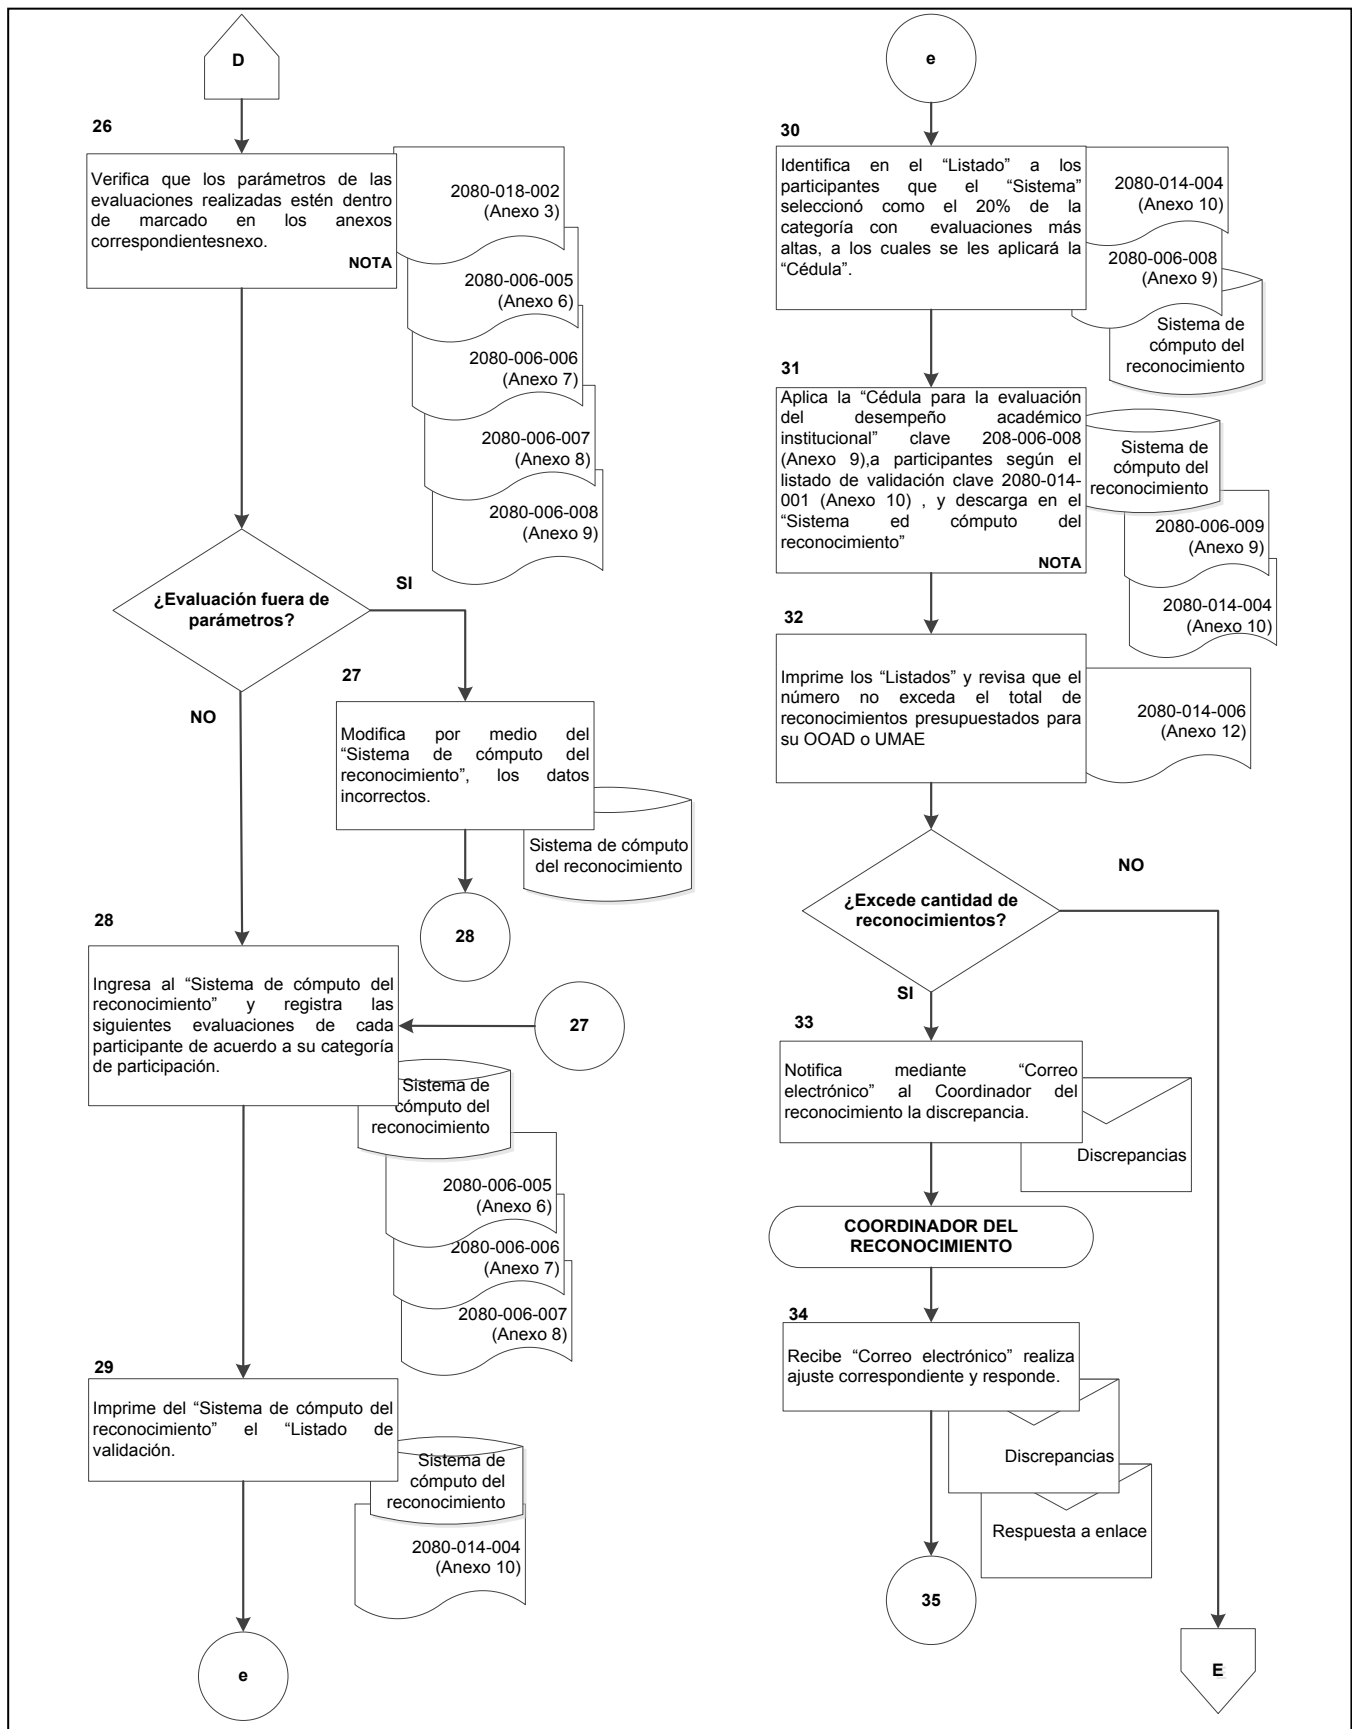 D
26
Verifica que los parámetros de las
evaluaciones realizadas estén dentro
de marcado en los anexos
correspondientesnexo.
NOTA
2080-018-002
(Anexo 3)
2080-006-005
(Anexo 6)
2080-006-006
(Anexo 7)
2080-006-007
(Anexo 8)
2080-006-008
(Anexo 9)
¿Evaluación fuera de
parámetros?
SI
NO
27
Modifica por medio del
“Sistema de cómputo del
reconocimiento”, los datos
incorrectos.
Sistema de cómputo
del reconocimiento
28
28
Ingresa al “Sistema de cómputo del
reconocimiento” y registra las
siguientes evaluaciones de cada
participante de acuerdo a su categoría
de participación.
27
Sistema de
cómputo del
reconocimiento
2080-006-005
(Anexo 6)
2080-006-006
(Anexo 7)
2080-006-007
(Anexo 8)
29
Imprime del “Sistema de cómputo del
reconocimiento” el “Listado de
validación.
Sistema de
cómputo del
reconocimiento
2080-014-004
(Anexo 10)
e
e
30
Identifica en el “Listado” a los
participantes que el “Sistema”
seleccionó como el 20% de la
categoría con evaluaciones más
altas, a los cuales se les aplicará la
“Cédula”.
2080-014-004
(Anexo 10)
2080-006-008
(Anexo 9)
Sistema de
cómputo del
reconocimiento
31
Aplica la “Cédula para la evaluación
del desempeño académico
institucional” clave 208-006-008
(Anexo 9),a participantes según el
listado de validación clave 2080-014-
001 (Anexo 10) , y descarga en el
“Sistema ed cómputo del
reconocimiento”
NOTA
Sistema de
cómputo del
reconocimiento
2080-006-009
(Anexo 9)
2080-014-004
(Anexo 10)
32
Imprime los “Listados” y revisa que el
número no exceda el total de
reconocimientos presupuestados para
su OOAD o UMAE
2080-014-006
(Anexo 12)
¿Excede cantidad de
reconocimientos?
NO
SI
33
Notifica mediante “Correo
electrónico” al Coordinador del
reconocimiento la discrepancia.
Discrepancias
COORDINADOR DEL
RECONOCIMIENTO
34
Recibe “Correo electrónico” realiza
ajuste correspondiente y responde.
Discrepancias
Respuesta a enlace
35
E